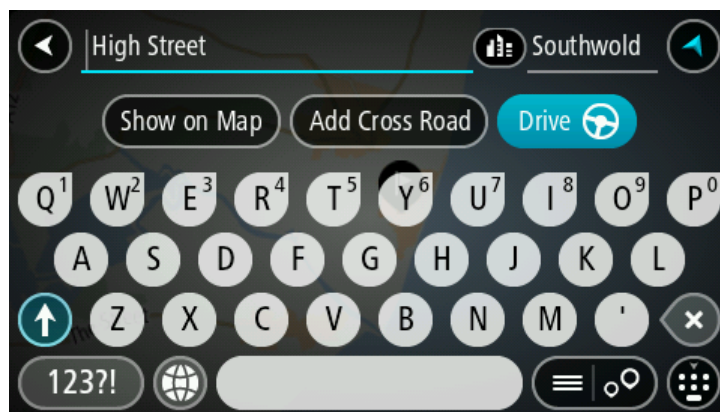 High Street Southwold
Show on Map Add Cross Road Drive
Q1 W2 E3 R4 T5 Y6 U7 I8 O9 P0
A S D F G H J K L
Z X C V B N M '
123?!